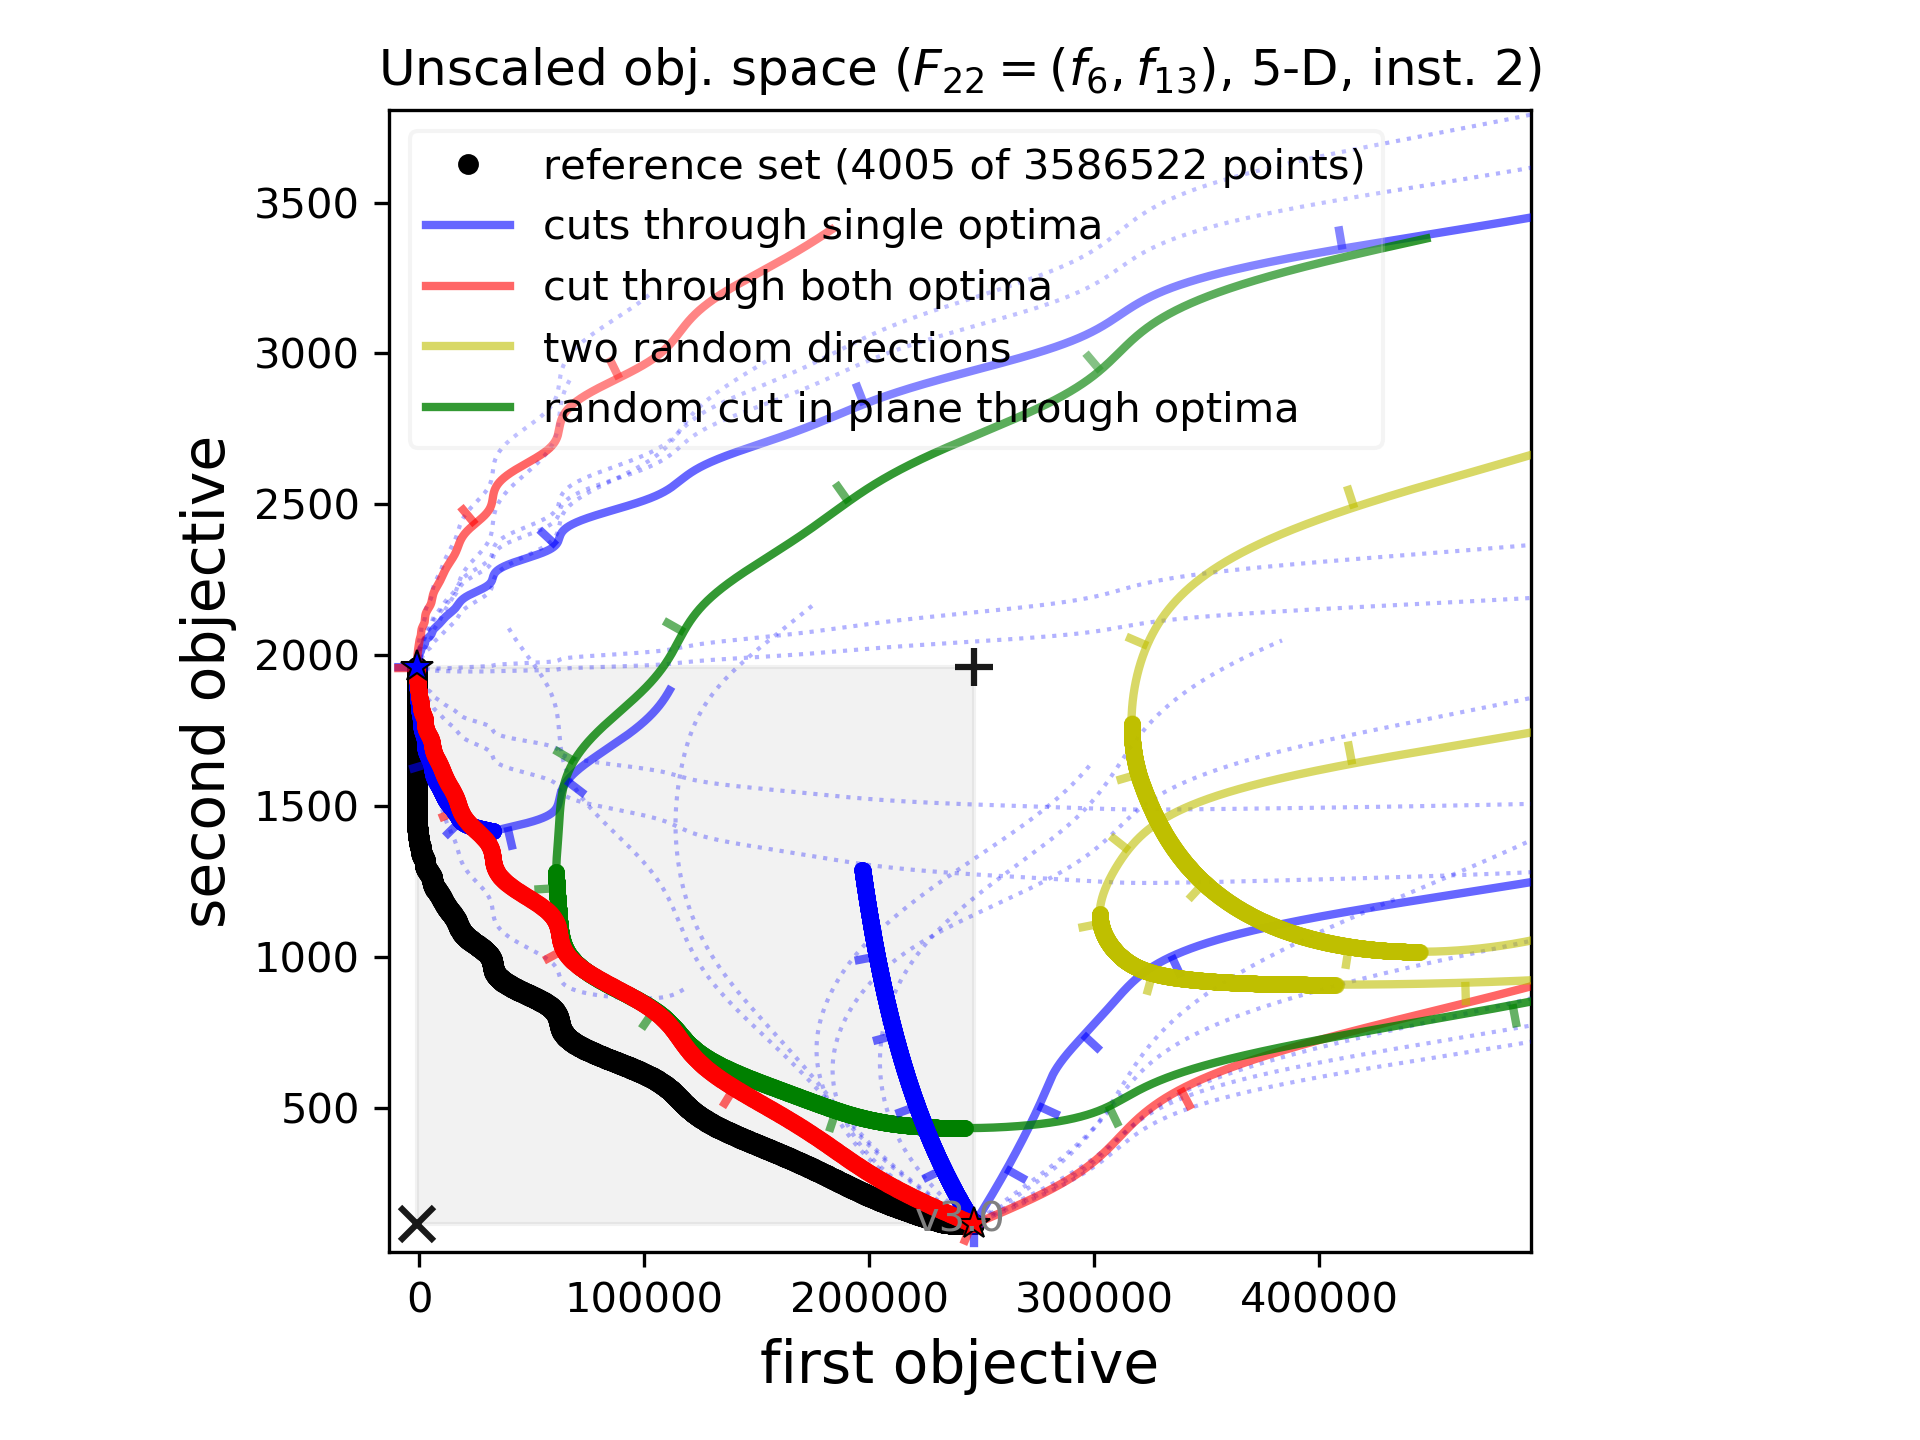 Unscaled obj. space (F22 = (f6, f13), 5-D, inst. 2)
reference set (4005 of 3586522 points)
cuts through single optima
cut through both optima
two random directions
random cut in plane through optima
3500
3000
2500
2000
1500
1000
500
second objective
v3.0
0 100000 200000 300000 400000
first objective